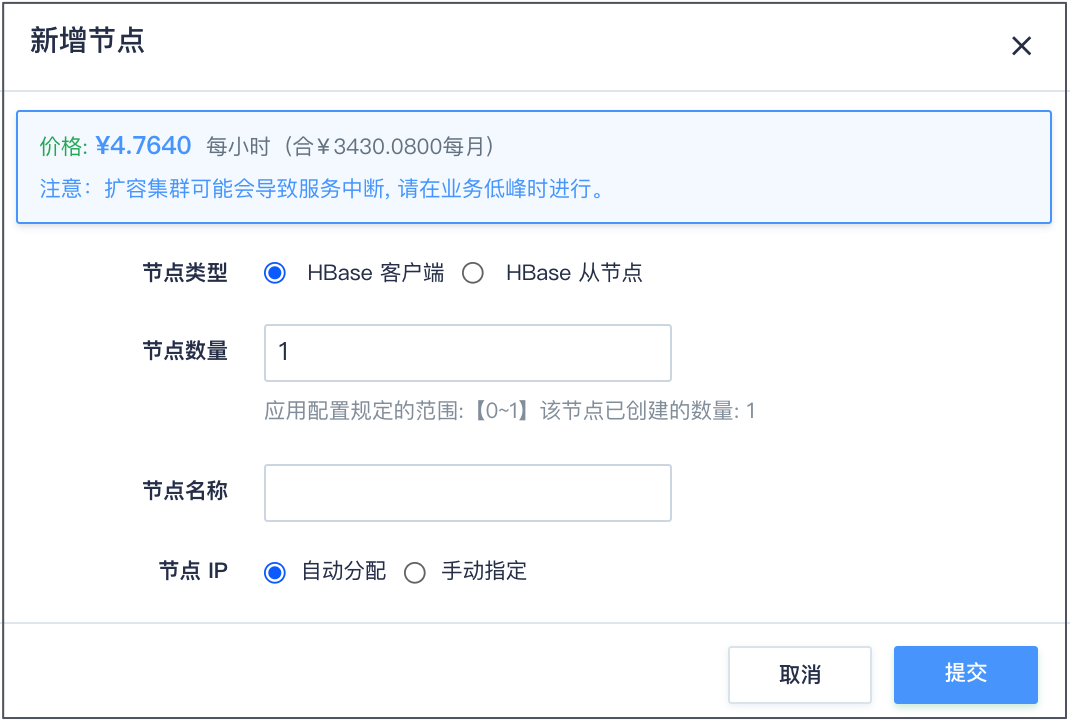 新增节点
价格: ¥4.7640 每小时（合￥3430.0800每月）
注意：扩容集群可能会导致服务中断, 请在业务低峰时进行。
节点类型 HBase 客户端 HBase 从节点
节点数量 1
应用配置规定的范围:【0~1】该节点已创建的数量: 1
节点名称
节点 IP 自动分配 手动指定
取消 提交